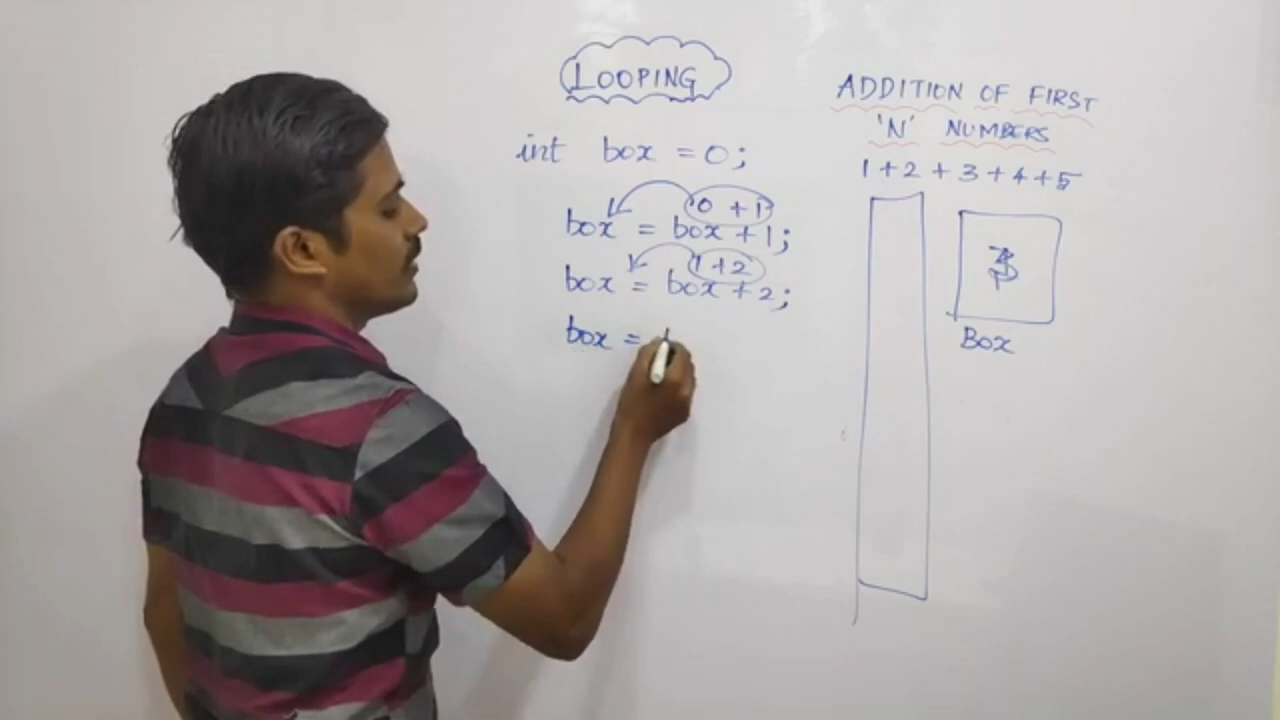 LOOPING
int box = 0;
0 + 1
box = box + 1;
1 + 2
box = box + 2;
box =
ADDITION OF FIRST
'N' NUMBERS
1 + 2 + 3 + 4 + 5
3
Box